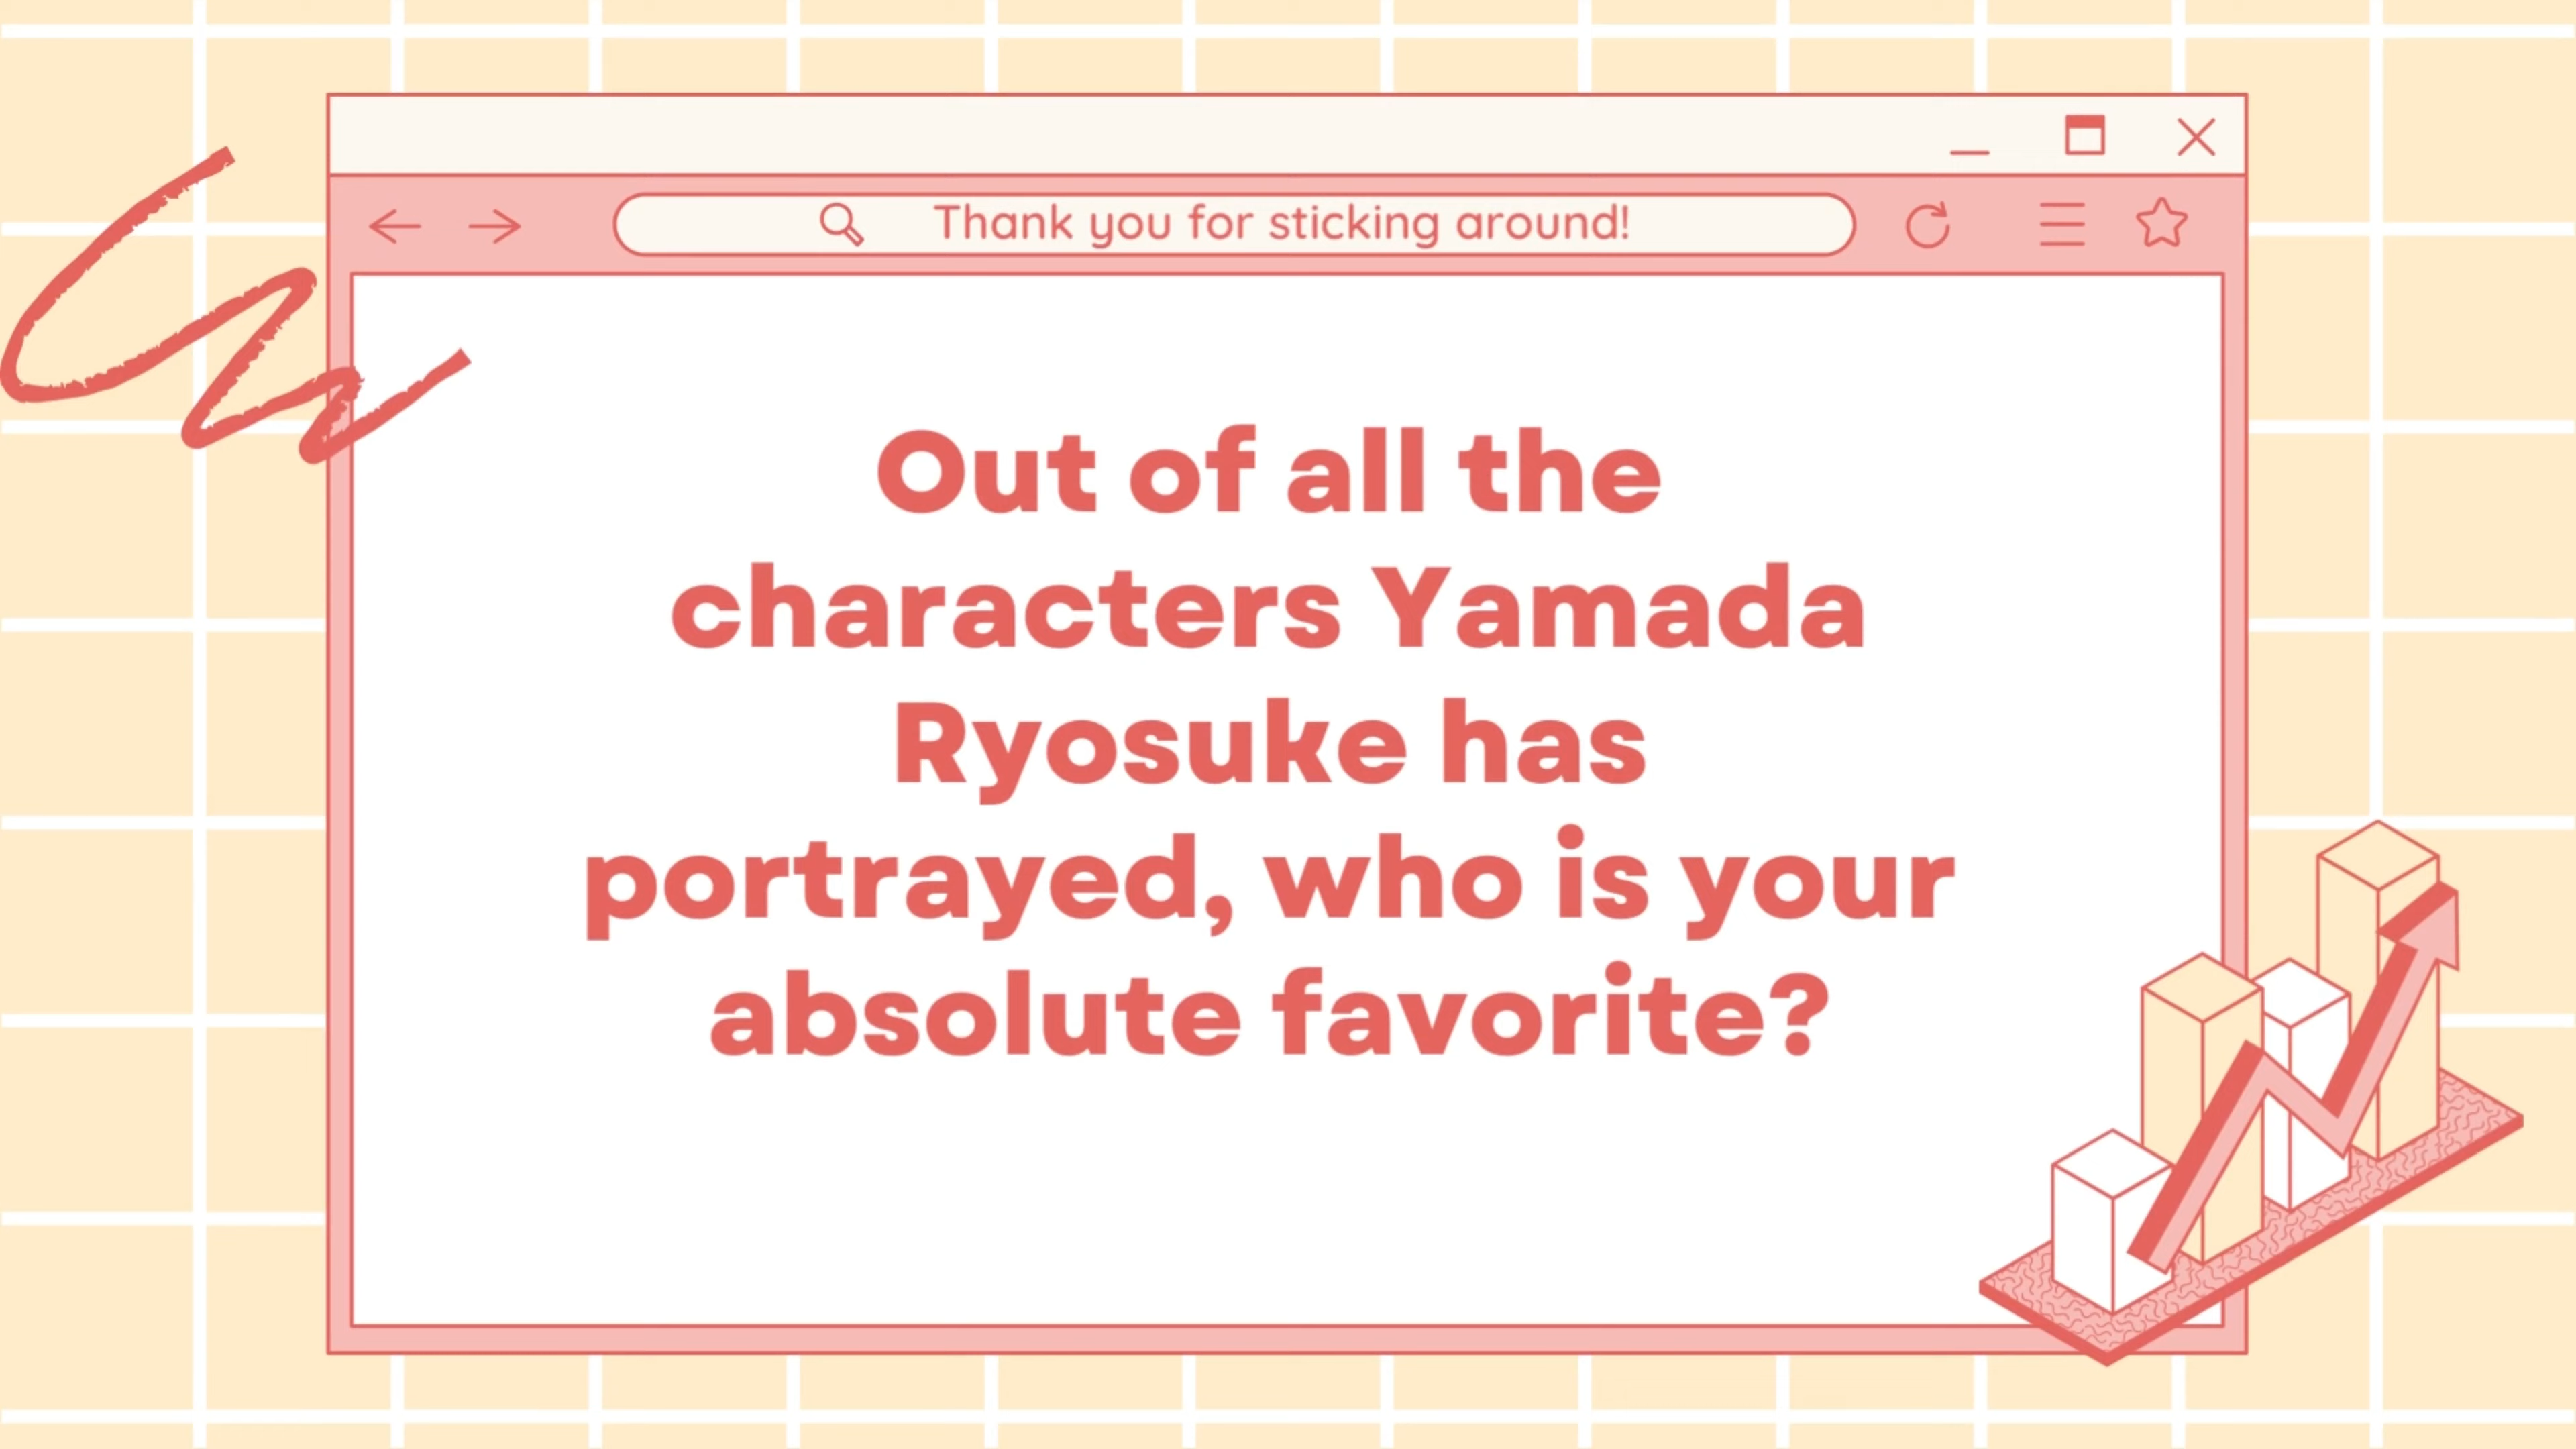 Thank you for sticking around!
Out of all the
characters Yamada
Ryosuke has
portrayed, who is your
absolute favorite?